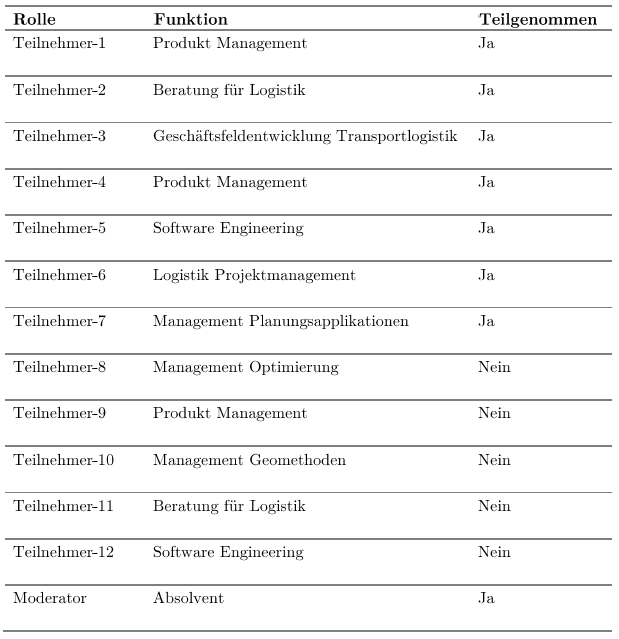 Rolle Funktion Teilgenommen
Teilnehmer-1 Produkt Management Ja
Teilnehmer-2 Beratung für Logistik Ja
Teilnehmer-3 Geschäftsfeldentwicklung Transportlogistik Ja
Teilnehmer-4 Produkt Management Ja
Teilnehmer-5 Software Engineering Ja
Teilnehmer-6 Logistik Projektmanagement Ja
Teilnehmer-7 Management Planungsapplikationen Ja
Teilnehmer-8 Management Optimierung Nein
Teilnehmer-9 Produkt Management Nein
Teilnehmer-10 Management Geomethoden Nein
Teilnehmer-11 Beratung für Logistik Nein
Teilnehmer-12 Software Engineering Nein
Moderator Absolvent Ja